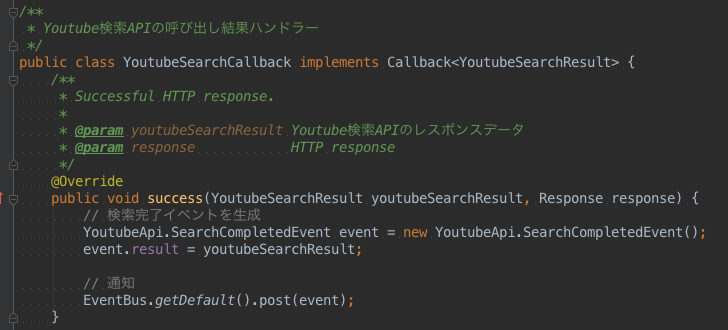 /**
 * Youtube検索APIの呼び出し結果ハンドラー
 */
public class YoutubeSearchCallback implements Callback<YoutubeSearchResult> {
    /**
     * Successful HTTP response.
     *
     * @param youtubeSearchResult Youtube検索APIのレスポンスデータ
     * @param response            HTTP response
     */
    @Override
    public void success(YoutubeSearchResult youtubeSearchResult, Response response) {
        // 検索完了イベントを生成
        YoutubeApi.SearchCompletedEvent event = new YoutubeApi.SearchCompletedEvent();
        event.result = youtubeSearchResult;

        // 通知
        EventBus.getDefault().post(event);
    }